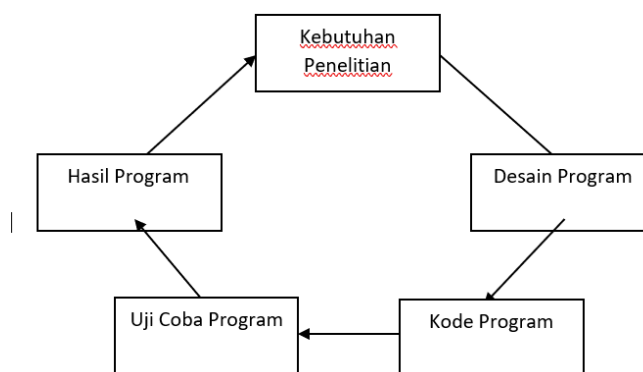 Kebutuhan
Penelitian
Hasil Program
Desain Program
Uji Coba Program
Kode Program